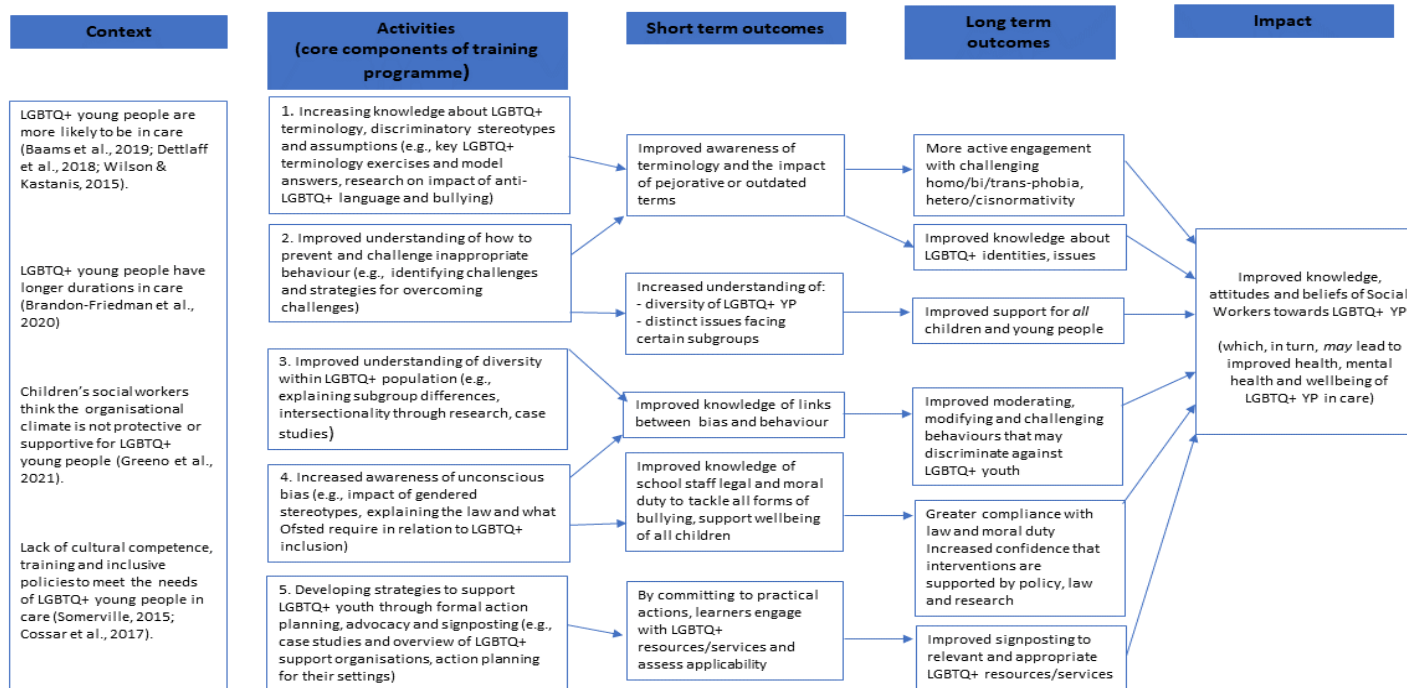 Context
Activities
(core components of training
programme)
Short term outcomes
Long term
outcomes
Impact
LGBTQ+ young people are
more likely to be in care
(Baams et al., 2019; Dettlaff
et al., 2018; Wilson &
Kastanis, 2015).
LGBTQ+ young people have
longer durations in care
(Brandon-Friedman et al.,
2020)
Children’s social workers
think the organisational
climate is not protective or
supportive for LGBTQ+
young people (Greeno et al.,
2021).
Lack of cultural competence,
training and inclusive
policies to meet the needs
of LGBTQ+ young people in
care (Somerville, 2015;
Cossar et al., 2017).
1. Increasing knowledge about LGBTQ+
terminology, discriminatory stereotypes
and assumptions (e.g., key LGBTQ+
terminology exercises and model
answers, research on impact of anti-
LGBTQ+ language and bullying)
2. Improved understanding of how to
prevent and challenge inappropriate
behaviour (e.g., identifying challenges
and strategies for overcoming
challenges)
3. Improved understanding of diversity
within LGBTQ+ population (e.g.,
explaining subgroup differences,
intersectionality through research, case
studies)
4. Increased awareness of unconscious
bias (e.g., impact of gendered
stereotypes, explaining the law and what
Ofsted require in relation to LGBTQ+
inclusion)
5. Developing strategies to support
LGBTQ+ youth through formal action
planning, advocacy and signposting (e.g.,
case studies and overview of LGBTQ+
support organisations, action planning
for their settings)
Improved awareness of
terminology and the impact
of pejorative or outdated
terms
Increased understanding of:
- diversity of LGBTQ+ YP
- distinct issues facing
certain subgroups
Improved knowledge of links
between bias and behaviour
Improved knowledge of
school staff legal and moral
duty to tackle all forms of
bullying, support wellbeing
of all children
By committing to practical
actions, learners engage
with LGBTQ+
resources/services and
assess applicability
More active engagement
with challenging
homo/bi/trans-phobia,
hetero/cisnormativity
Improved knowledge about
LGBTQ+ identities, issues
Improved support for all
children and young people
Improved moderating,
modifying and challenging
behaviours that may
discriminate against
LGBTQ+ youth
Greater compliance with
law and moral duty
Increased confidence that
interventions are
supported by policy, law
and research
Improved signposting to
relevant and appropriate
LGBTQ+ resources/services
Improved knowledge,
attitudes and beliefs of Social
Workers towards LGBTQ+ YP
(which, in turn, may lead to
improved health, mental
health and wellbeing of
LGBTQ+ YP in care)